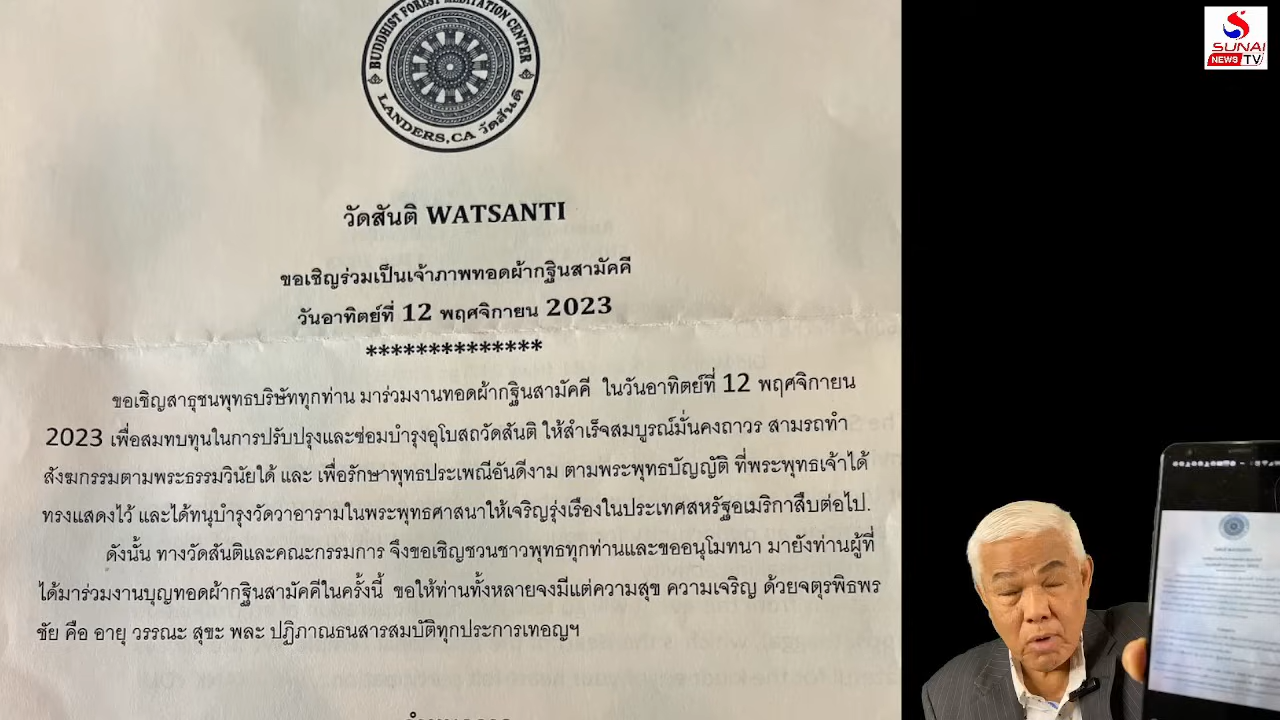 BUDDHIST FOREST MEDITATION CENTER
LANDERS, CA วัดสันติ
SUNAI
NEWS TV
วัดสันติ WATSANTI
ขอเชิญร่วมเป็นเจ้าภาพทอดผ้ากฐินสามัคคี
วันอาทิตย์ที่ 12 พฤศจิกายน 2023
**************
ขอเชิญสาธุชนพุทธบริษัททุกท่าน มาร่วมงานทอดผ้ากฐินสามัคคี ในวันอาทิตย์ที่ 12 พฤศจิกายน
2023 เพื่อสมทบทุนในการปรับปรุงและซ่อมบำรุงอุโบสถวัดสันติ ให้สำเร็จสมบูรณ์มั่นคงถาวร สามรถทำ
สังฆกรรมตามพระธรรมวินัยได้ และ เพื่อรักษาพุทธประเพณีอันดีงาม ตามพระพุทธบัญญัติ ที่พระพุทธเจ้าได้
ทรงแสดงไว้ และได้ทนุบำรุงวัดวาอารามในพระพุทธศาสนาให้เจริญรุ่งเรืองในประเทศสหรัฐอเมริกาสืบต่อไป.
ดังนั้น ทางวัดสันติและคณะกรรมการ จึงขอเชิญชวนชาวพุทธทุกท่านและขออนุโมทนา มายังท่านผู้ที่
ได้มาร่วมงานบุญทอดผ้ากฐินสามัคคีในครั้งนี้ ขอให้ท่านทั้งหลายจงมีแต่ความสุข ความเจริญ ด้วยจตุรพิธพร
ชัย คือ อายุ วรรณะ สุขะ พละ ปฏิภาณธนสารสมบัติทุกประการเทอญฯ